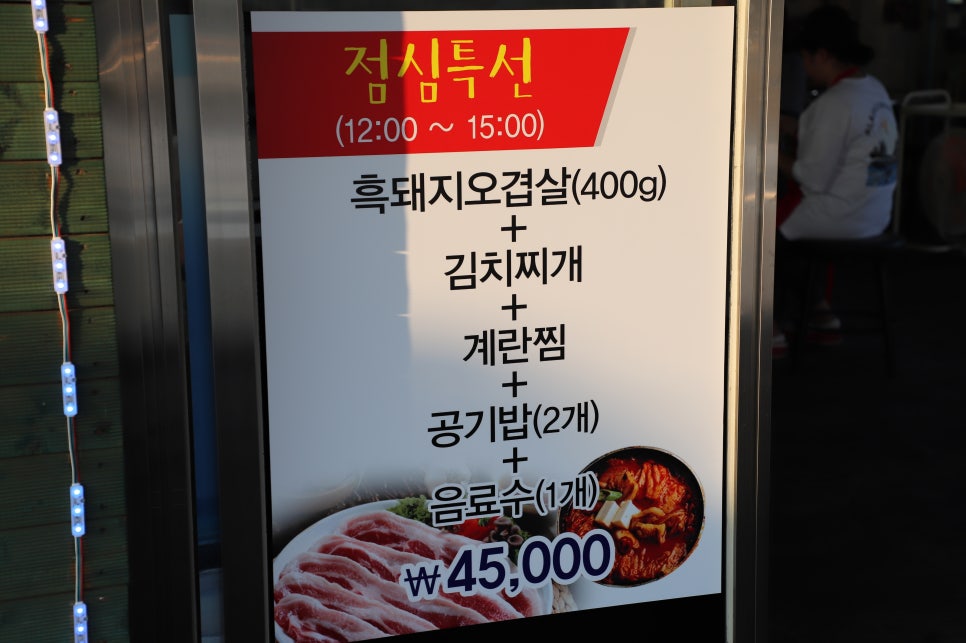 점심특선
(12:00 ~ 15:00)
흑돼지오겹살(400g)
+
김치찌개
+
계란찜
+
공기밥(2개)
+
음료수(1개)
₩45,000